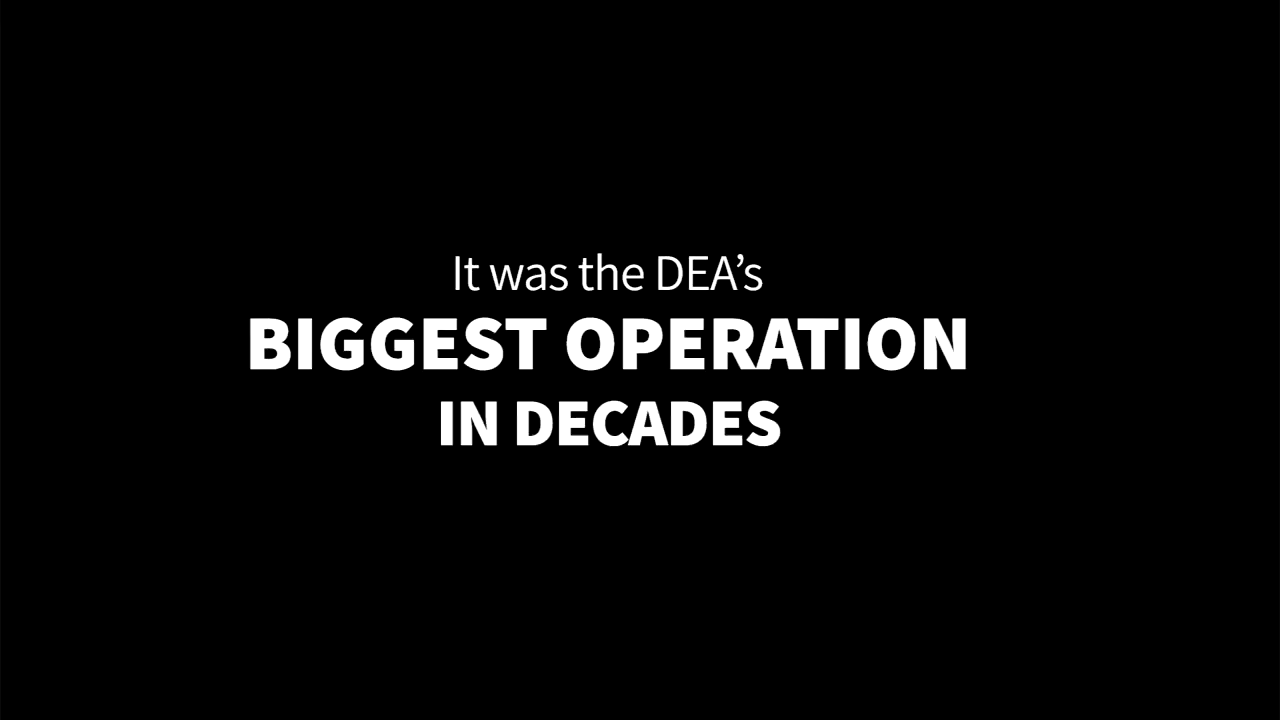 It was the DEA’s
BIGGEST OPERATION
IN DECADES